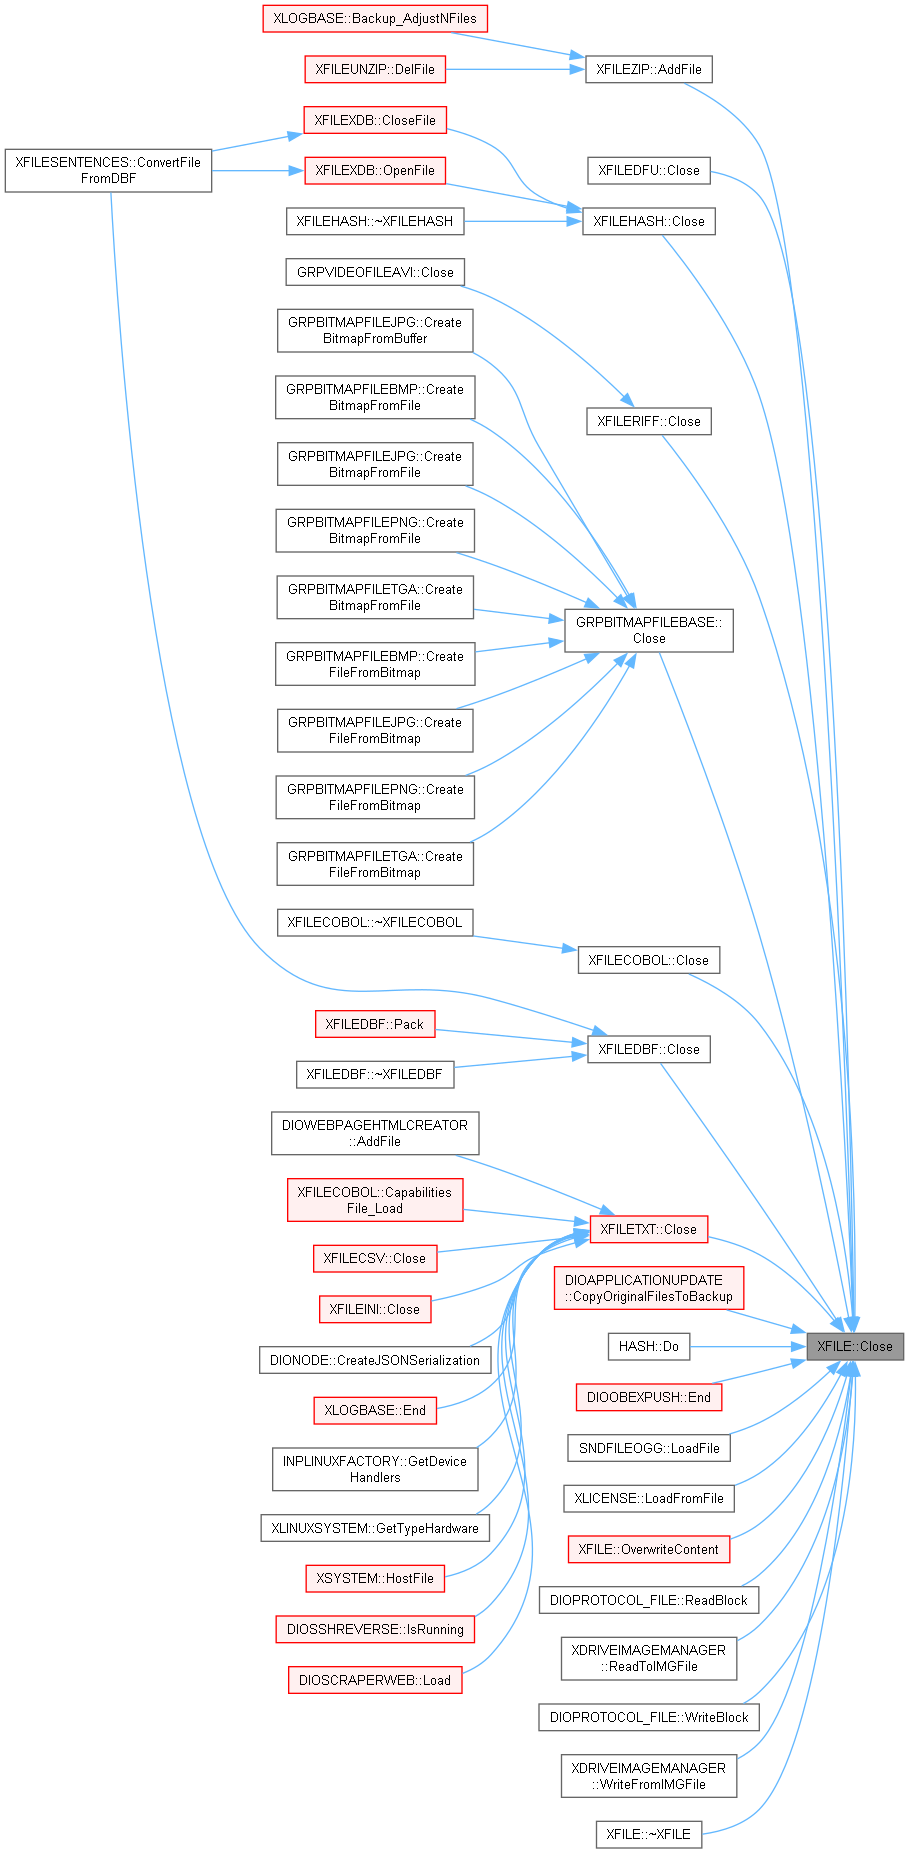 XLOGBASE::Backup_AdjustNFiles
XFILEUNZIP::DelFile
XFILEZIP::AddFile
XFILEXDB::CloseFile
XFILESENTENCES::ConvertFile
FromDBF
XFILEXDB::OpenFile
XFILEDFU::Close
XFILEHASH::~XFILEHASH
XFILEHASH::Close
GRPVIDEOFILEAVI::Close
GRPBITMAPFILEJPG::Create
BitmapFromBuffer
GRPBITMAPFILEBMP::Create
BitmapFromFile
XFILERIFF::Close
GRPBITMAPFILEJPG::Create
BitmapFromFile
GRPBITMAPFILEPNG::Create
BitmapFromFile
GRPBITMAPFILETGA::Create
BitmapFromFile
GRPBITMAPFILEBASE::
Close
GRPBITMAPFILEBMP::Create
FileFromBitmap
GRPBITMAPFILEJPG::Create
FileFromBitmap
GRPBITMAPFILEPNG::Create
FileFromBitmap
GRPBITMAPFILETGA::Create
FileFromBitmap
XFILECOBOL::~XFILECOBOL
XFILECOBOL::Close
XFILEDBF::Pack
XFILEDBF::Close
XFILEDBF::~XFILEDBF
DIOWEBPAGEHTMLCREATOR
::AddFile
XFILECOBOL::Capabilities
File_Load
XFILETXT::Close
XFILECSV::Close
DIOAPPLICATIONUPDATE
::CopyOriginalFilesToBackup
XFILEINI::Close
HASH::Do
XFILE::Close
DIONODE::CreateJSONSerialization
DIOOBEXPUSH::End
XLOGBASE::End
SNDFILEOGG::LoadFile
INPLINUXFACTORY::GetDevice
Handlers
XLICENSE::LoadFromFile
XLINUXSYSTEM::GetTypeHardware
XFILE::OverwriteContent
XSYSTEM::HostFile
DIOPROTOCOL_FILE::ReadBlock
DIOSSHREVERSE::IsRunning
XDRIVEIMAGEMANAGER
::ReadToIMGFile
DIOSCRAPERWEB::Load
DIOPROTOCOL_FILE::WriteBlock
XDRIVEIMAGEMANAGER
::WriteFromIMGFile
XFILE::~XFILE